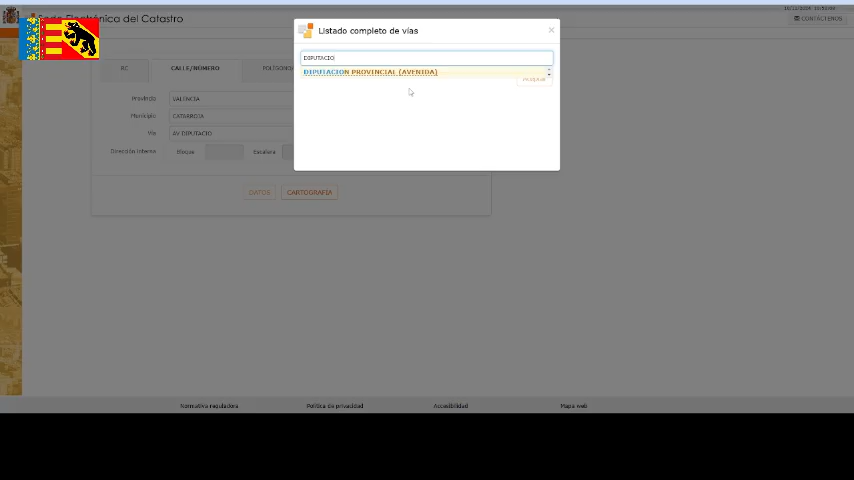 Sede Electrónica del Catastro
CONTÁCTENOS
Listado completo de vías
×
DIPUTACIO
DIPUTACION PROVINCIAL (AVENIDA)
RC
CALLE/NÚMERO
POLÍGONO
Provincia
VALENCIA
Municipio
CATARROJA
Vía
AV DIPUTACIO
Dirección Interna
Bloque
Escalera
DATOS
CARTOGRAFÍA
Normativa reguladora
Política de privacidad
Accesibilidad
Mapa web